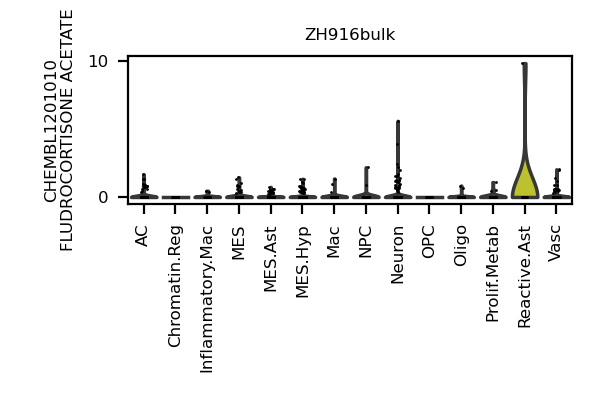 ZH916bulk
CHEMBL1201010
FLUDROCORTISONE ACETATE
10
0
AC
Chromatin.Reg
Inflammatory.Mac
MES
MES.Ast
MES.Hyp
Mac
NPC
Neuron
OPC
Oligo
Prolif.Metab
Reactive.Ast
Vasc